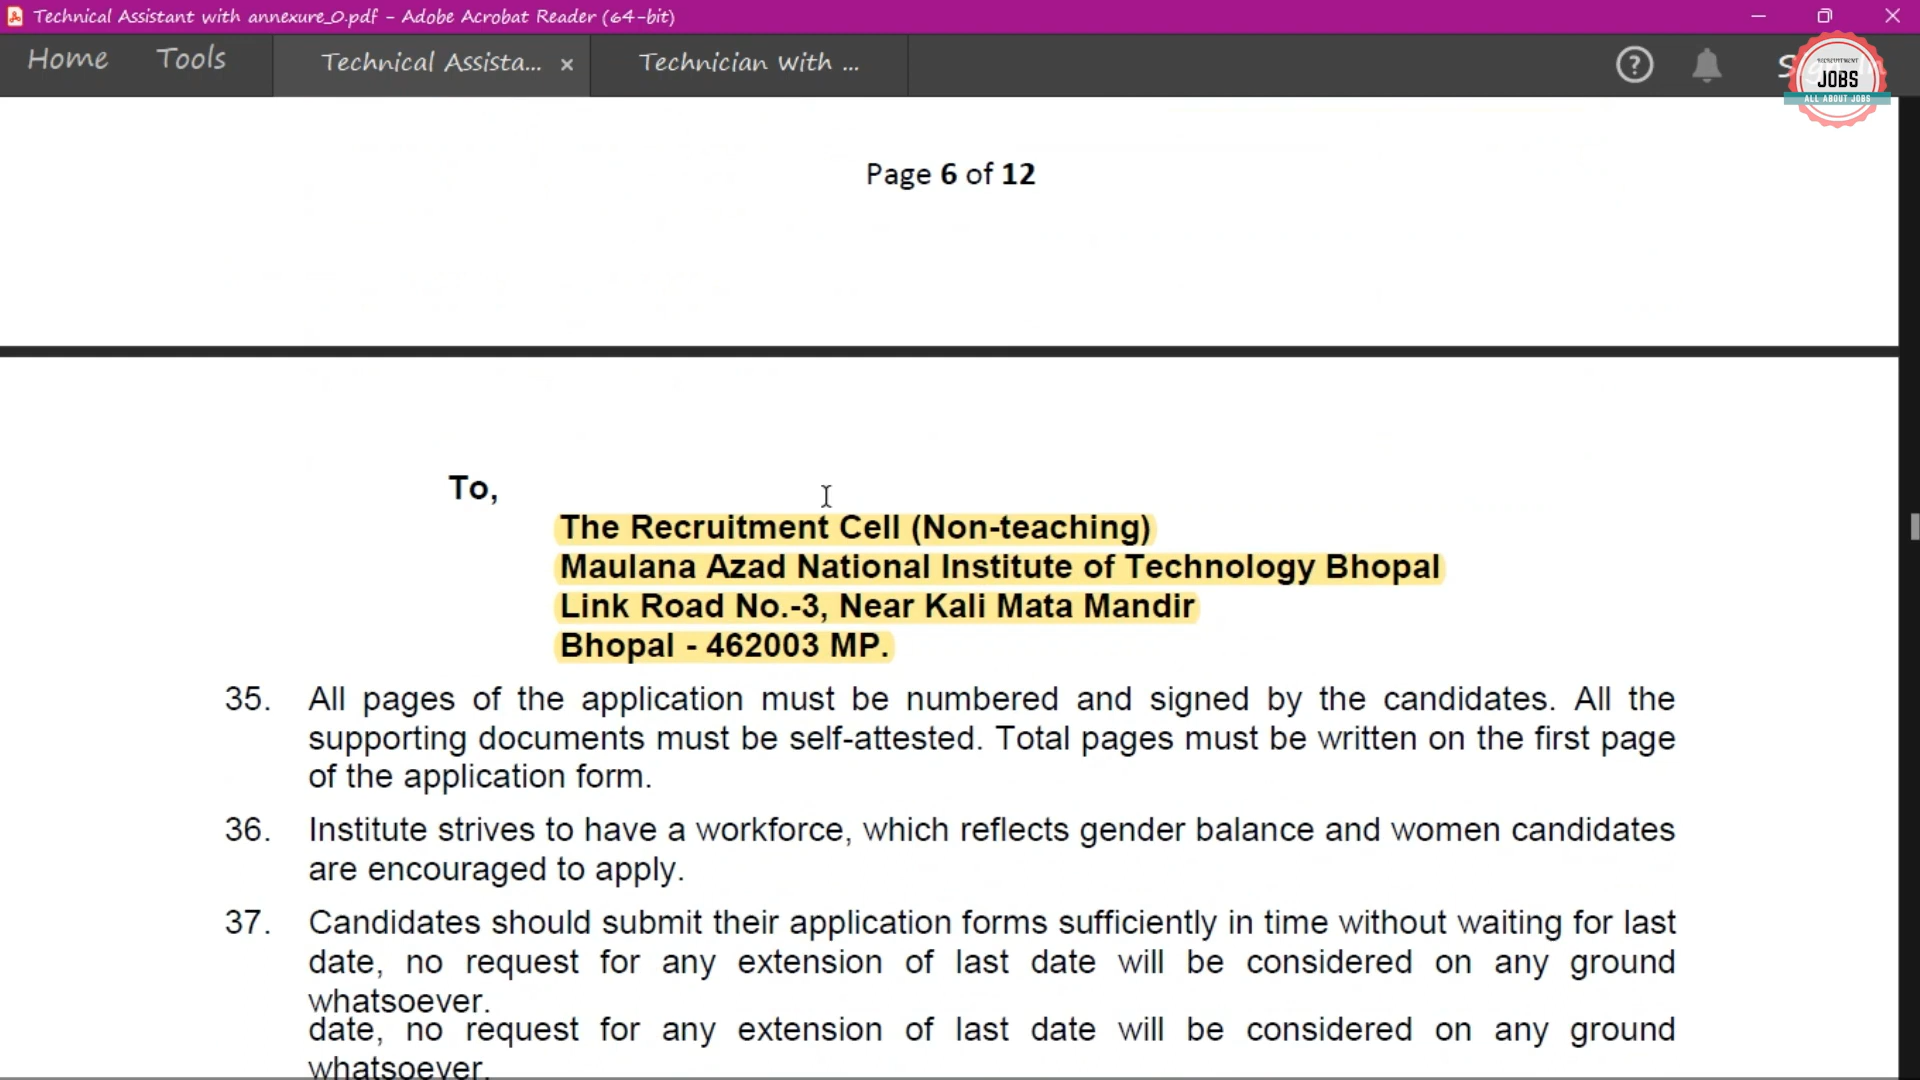 Technical Assistant with annexure_0.pdf - Adobe Acrobat Reader (64-bit)
Home Tools Technical Assista... × Technician With ...
RECRUITMENT
JOBS
ALL ABOUT JOBS
Page 6 of 12
To,
The Recruitment Cell (Non-teaching)
Maulana Azad National Institute of Technology Bhopal
Link Road No.-3, Near Kali Mata Mandir
Bhopal - 462003 MP.
35. All pages of the application must be numbered and signed by the candidates. All the
supporting documents must be self-attested. Total pages must be written on the first page
of the application form.
36. Institute strives to have a workforce, which reflects gender balance and women candidates
are encouraged to apply.
37. Candidates should submit their application forms sufficiently in time without waiting for last
date, no request for any extension of last date will be considered on any ground
whatsoever.
date, no request for any extension of last date will be considered on any ground
whatsoever.